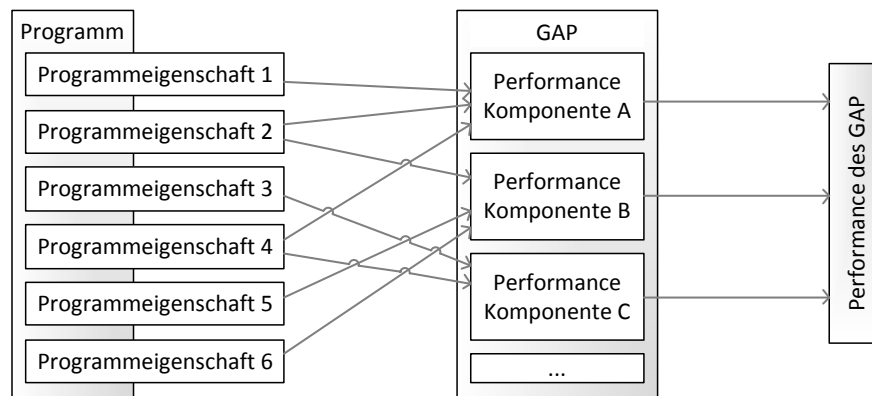 Programm
Programmeigenschaft 1
Programmeigenschaft 2
Programmeigenschaft 3
Programmeigenschaft 4
Programmeigenschaft 5
Programmeigenschaft 6
GAP
Performance
Komponente A
Performance
Komponente B
Performance
Komponente C
...
Performance des GAP